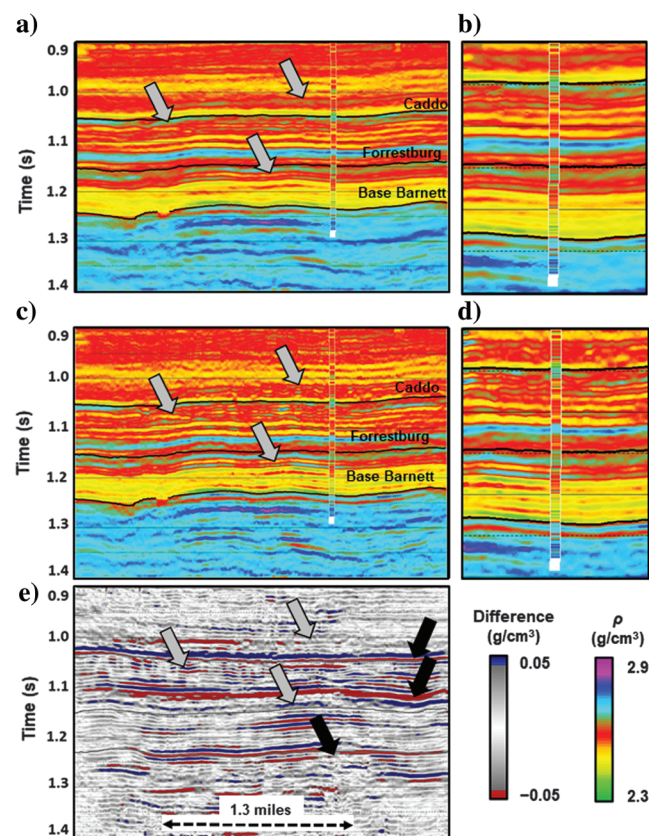 a)
b)
0.9
1.0
1.1
1.2
1.3
1.4
Time (s)
Caddo
Forrestburg
Base Barnett
c)
d)
0.9
1.0
1.1
1.2
1.3
1.4
Time (s)
Caddo
Forrestburg
Base Barnett
e)
0.9
1.0
1.1
1.2
1.3
1.4
Time (s)
1.3 miles
Difference
(g/cm³)
0.05
−0.05
ρ
(g/cm³)
2.9
2.3